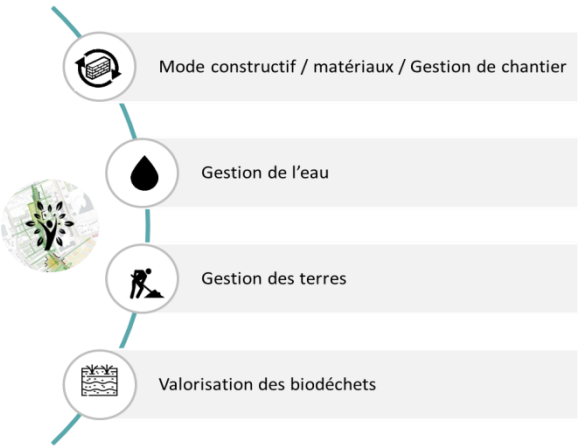 Mode constructif / matériaux / Gestion de chantier
Gestion de l’eau
Gestion des terres
Valorisation des biodéchets